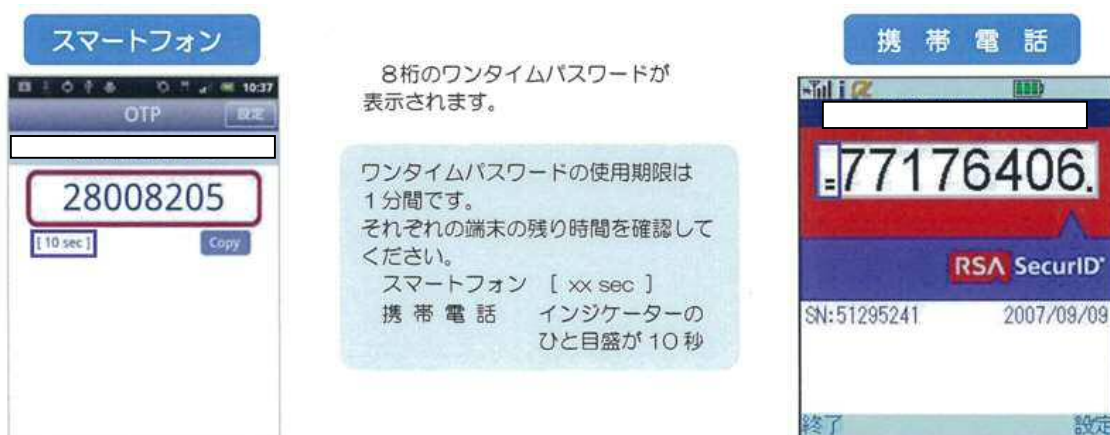 スマートフォン
10:37
OTP
設定
28008205
[ 10 sec ]
Copy
8桁のワンタイムパスワードが
表示されます。
ワンタイムパスワードの使用期限は
1分間です。
それぞれの端末の残り時間を確認して
ください。
スマートフォン [ xx sec ]
携帯電話 インジケーターの
ひと目盛が10秒
携帯電話
77176406.
RSA SecurID
SN:51295241 2007/09/09
終了 設定